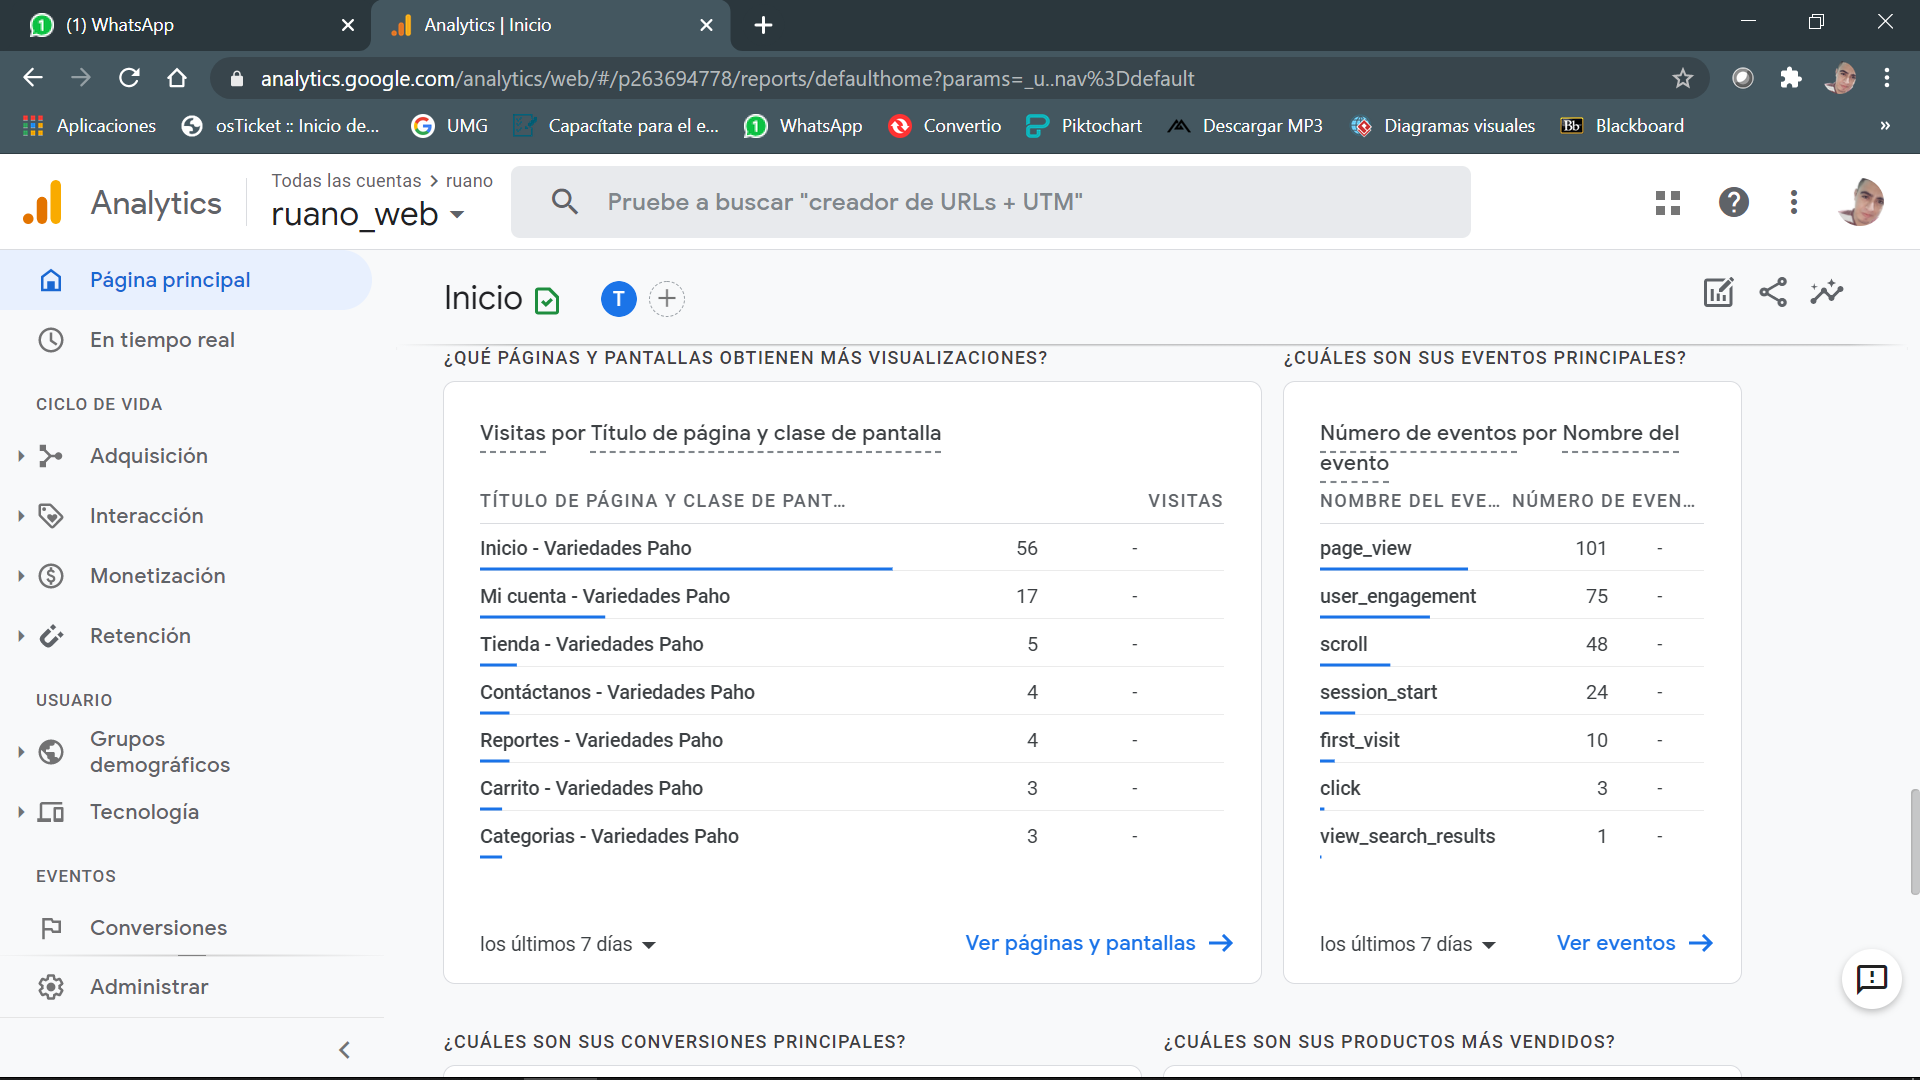 (1) WhatsApp
Analytics | Inicio
analytics.google.com/analytics/web/#/p263694778/reports/defaulthome?params=_u..nav%3Ddefault
Aplicaciones osTicket :: Inicio de... UMG Capacítate para el e... WhatsApp Convertio Piktochart Descargar MP3 Diagramas visuales Bb Blackboard »
Analytics
Todas las cuentas > ruano
ruano_web
Pruebe a buscar "creador de URLs + UTM"
Página principal
En tiempo real
CICLO DE VIDA
Adquisición
Interacción
Monetización
Retención
USUARIO
Grupos
demográficos
Tecnología
EVENTOS
Conversiones
Administrar
Inicio T
¿QUÉ PÁGINAS Y PANTALLAS OBTIENEN MÁS VISUALIZACIONES?
Visitas por Título de página y clase de pantalla
TÍTULO DE PÁGINA Y CLASE DE PANT... VISITAS
Inicio - Variedades Paho 56 -
Mi cuenta - Variedades Paho 17 -
Tienda - Variedades Paho 5 -
Contáctanos - Variedades Paho 4 -
Reportes - Variedades Paho 4 -
Carrito - Variedades Paho 3 -
Categorias - Variedades Paho 3 -
los últimos 7 días Ver páginas y pantallas
¿CUÁLES SON SUS EVENTOS PRINCIPALES?
Número de eventos por Nombre del
evento
NOMBRE DEL EVE... NÚMERO DE EVEN...
page_view 101 -
user_engagement 75 -
scroll 48 -
session_start 24 -
first_visit 10 -
click 3 -
view_search_results 1 -
los últimos 7 días Ver eventos
¿CUÁLES SON SUS CONVERSIONES PRINCIPALES?
¿CUÁLES SON SUS PRODUCTOS MÁS VENDIDOS?